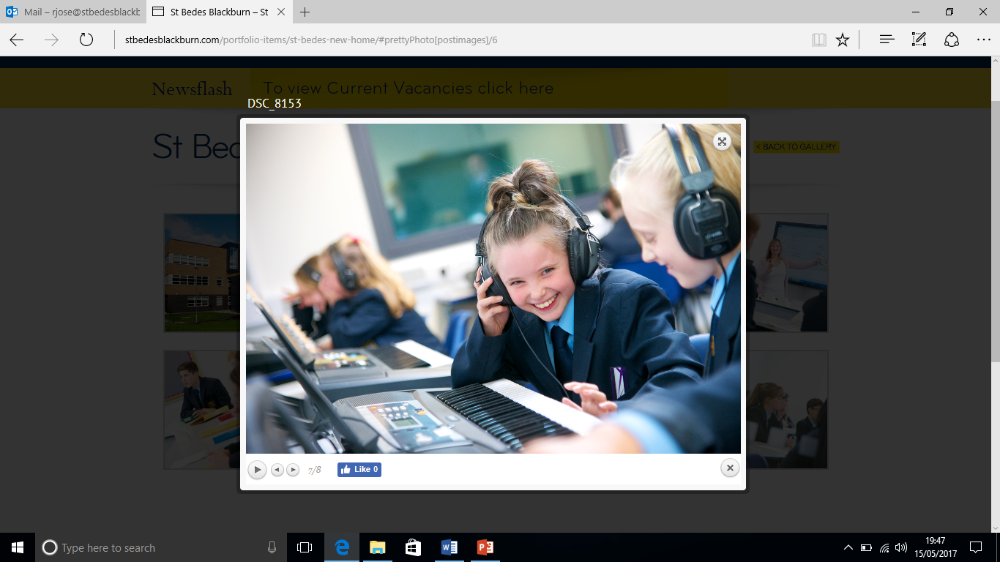 Mail – rjose@stbedesblackb
St Bedes Blackburn – St
stbedesblackburn.com/portfolio-items/st-bedes-new-home/#prettyPhoto[postimages]/6
Newsflash
To view Current Vacancies click here
DSC_8153
St Bed
< BACK TO GALLERY
7/8
Like 0
Type here to search
19:47
15/05/2017